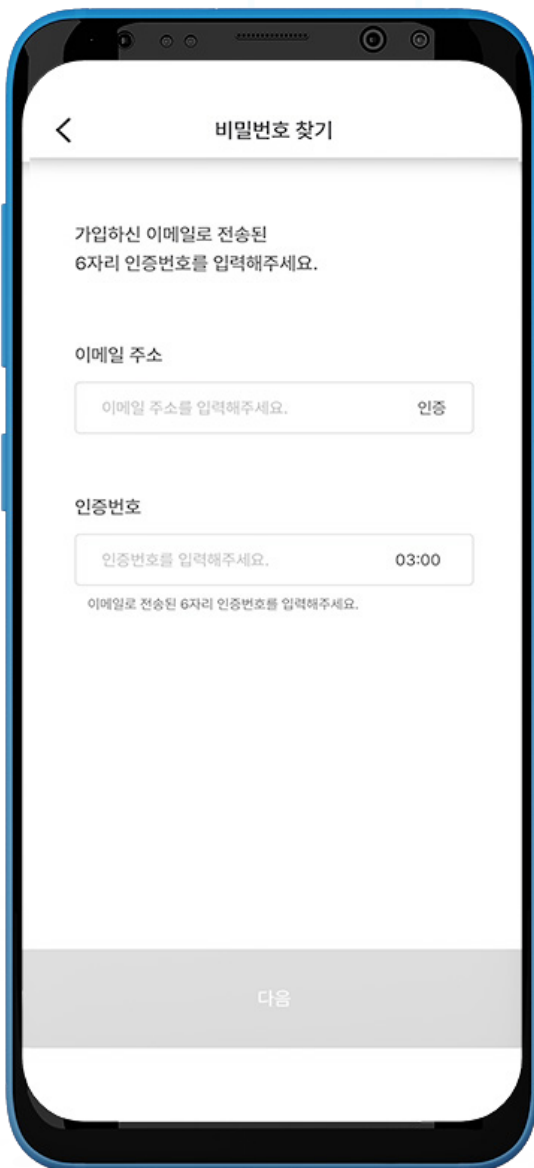 비밀번호 찾기
가입하신 이메일로 전송된
6자리 인증번호를 입력해주세요.
이메일 주소
이메일 주소를 입력해주세요. 인증
인증번호
인증번호를 입력해주세요. 03:00
이메일로 전송된 6자리 인증번호를 입력해주세요.
다음